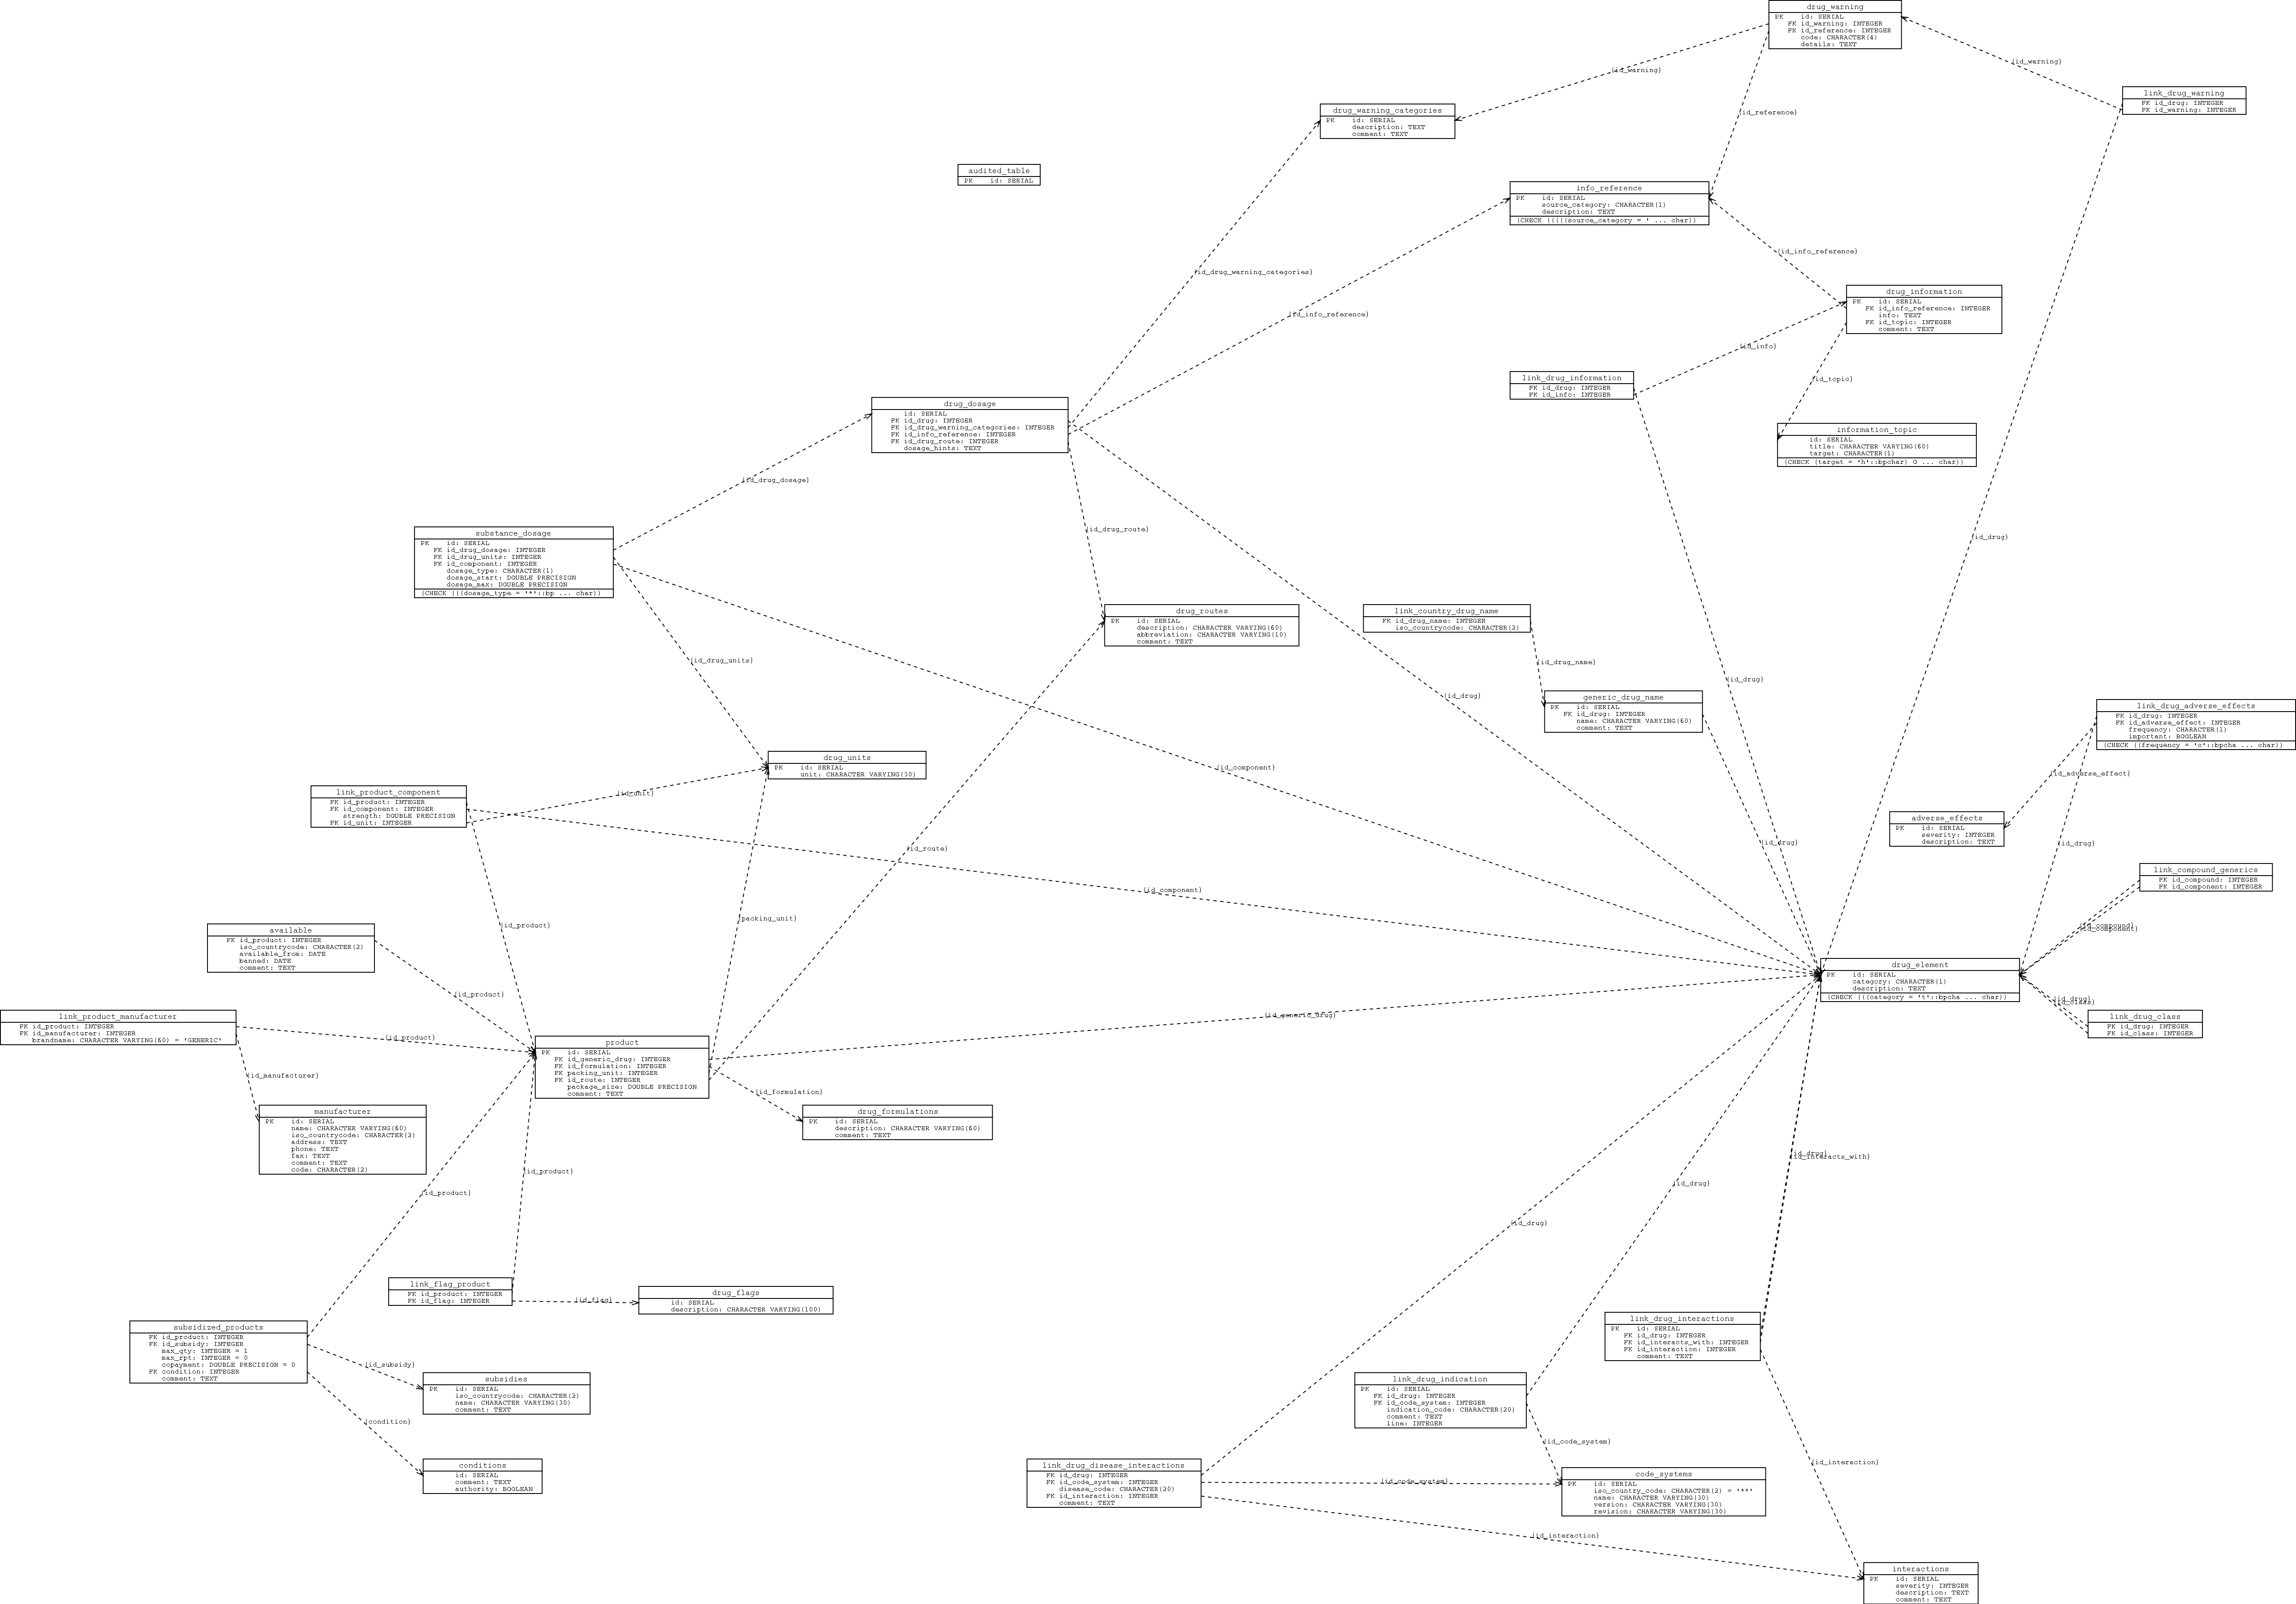 drug_warning
PK id: SERIAL
FK id_warning: INTEGER
FK id_reference: INTEGER
code: CHARACTER(4)
details: TEXT
{id_warning}
{id_warning}
link_drug_warning
FK id_drug: INTEGER
FK id_warning: INTEGER
drug_warning_categories
PK id: SERIAL
description: TEXT
comment: TEXT
{id_reference}
audited_table
PK id: SERIAL
info_reference
PK id: SERIAL
source_category: CHARACTER(1)
description: TEXT
(CHECK (((((source_category = ' ... char))
{id_info_reference}
{id_drug_warning_categories}
drug_information
PK id: SERIAL
FK id_info_reference: INTEGER
info: TEXT
FK id_topic: INTEGER
comment: TEXT
{id_info_reference}
{id_info}
{id_topic}
link_drug_information
FK id_drug: INTEGER
FK id_info: INTEGER
drug_dosage
id: SERIAL
FK id_drug: INTEGER
FK id_drug_warning_categories: INTEGER
FK id_info_reference: INTEGER
FK id_drug_route: INTEGER
dosage_hints: TEXT
information_topic
id: SERIAL
title: CHARACTER VARYING(60)
target: CHARACTER(1)
(CHECK (target = 'h'::bpchar) O ... char))
{id_drug_dosage}
{id_drug_route}
{id_drug}
substance_dosage
PK id: SERIAL
FK id_drug_dosage: INTEGER
FK id_drug_units: INTEGER
FK id_component: INTEGER
dosage_type: CHARACTER(1)
dosage_start: DOUBLE PRECISION
dosage_max: DOUBLE PRECISION
(CHECK (((dosage_type = '*'::bp ... char))
drug_routes
PK id: SERIAL
description: CHARACTER VARYING(60)
abbreviation: CHARACTER VARYING(10)
comment: TEXT
link_country_drug_name
FK id_drug_name: INTEGER
iso_countrycode: CHARACTER(2)
{id_drug_units}
{id_drug_name}
{id_drug}
{id_drug}
generic_drug_name
PK id: SERIAL
FK id_drug: INTEGER
name: CHARACTER VARYING(60)
comment: TEXT
link_drug_adverse_effects
FK id_drug: INTEGER
FK id_adverse_effect: INTEGER
frequency: CHARACTER(1)
important: BOOLEAN
(CHECK ((frequency = 'c'::bpcha ... char))
drug_units
PK id: SERIAL
unit: CHARACTER VARYING(30)
{id_component}
{id_adverse_effect}
link_product_component
FK id_product: INTEGER
FK id_component: INTEGER
strength: DOUBLE PRECISION
FK id_unit: INTEGER
{id_unit}
adverse_effects
PK id: SERIAL
severity: INTEGER
description: TEXT
{id_route}
{id_drug}
{id_drug}
link_compound_generics
FK id_compound: INTEGER
FK id_component: INTEGER
{id_component}
{packing_unit}
{id_product}
{id_compound}
{id_component}
available
FK id_product: INTEGER
iso_countrycode: CHARACTER(2)
available_from: DATE
banned: DATE
comment: TEXT
drug_element
PK id: SERIAL
category: CHARACTER(1)
description: TEXT
(CHECK (((category = 't'::bpcha ... char))
{id_product}
{id_drug}
{id_class}
link_drug_class
FK id_drug: INTEGER
FK id_class: INTEGER
link_product_manufacturer
FK id_product: INTEGER
FK id_manufacturer: INTEGER
brandname: CHARACTER VARYING(60) = 'GENERIC'
{id_generic_drug}
{id_product}
product
PK id: SERIAL
FK id_generic_drug: INTEGER
FK id_formulation: INTEGER
FK packing_unit: INTEGER
FK id_route: INTEGER
package_size: DOUBLE PRECISION
comment: TEXT
{id_manufacturer}
{id_formulation}
manufacturer
PK id: SERIAL
name: CHARACTER VARYING(60)
iso_countrycode: CHARACTER(2)
address: TEXT
phone: TEXT
fax: TEXT
comment: TEXT
code: CHARACTER(2)
drug_formulations
PK id: SERIAL
description: CHARACTER VARYING(60)
comment: TEXT
{id_drug}
{id_interacts_with}
{id_product}
{id_drug}
{id_product}
{id_drug}
link_flag_product
FK id_product: INTEGER
FK id_flag: INTEGER
{id_flag}
drug_flags
id: SERIAL
description: CHARACTER VARYING(100)
subsidized_products
FK id_product: INTEGER
FK id_subsidy: INTEGER
max_qty: INTEGER = 1
max_rpt: INTEGER = 0
copayment: DOUBLE PRECISION = 0
FK condition: INTEGER
comment: TEXT
link_drug_interactions
PK id: SERIAL
FK id_drug: INTEGER
FK id_interacts_with: INTEGER
FK id_interaction: INTEGER
comment: TEXT
{id_subsidy}
subsidies
PK id: SERIAL
iso_countrycode: CHARACTER(2)
name: CHARACTER VARYING(30)
comment: TEXT
link_drug_indication
PK id: SERIAL
FK id_drug: INTEGER
FK id_code_system: INTEGER
indication_code: CHARACTER(20)
comment: TEXT
line: INTEGER
{condition}
{id_code_system}
conditions
id: SERIAL
comment: TEXT
authority: BOOLEAN
link_drug_disease_interactions
FK id_drug: INTEGER
FK id_code_system: INTEGER
disease_code: CHARACTER(20)
FK id_interaction: INTEGER
comment: TEXT
{id_code_system}
{id_interaction}
code_systems
PK id: SERIAL
iso_country_code: CHARACTER(2) = '**'
name: CHARACTER VARYING(30)
version: CHARACTER VARYING(30)
revision: CHARACTER VARYING(30)
{id_interaction}
interactions
PK id: SERIAL
severity: INTEGER
description: TEXT
comment: TEXT